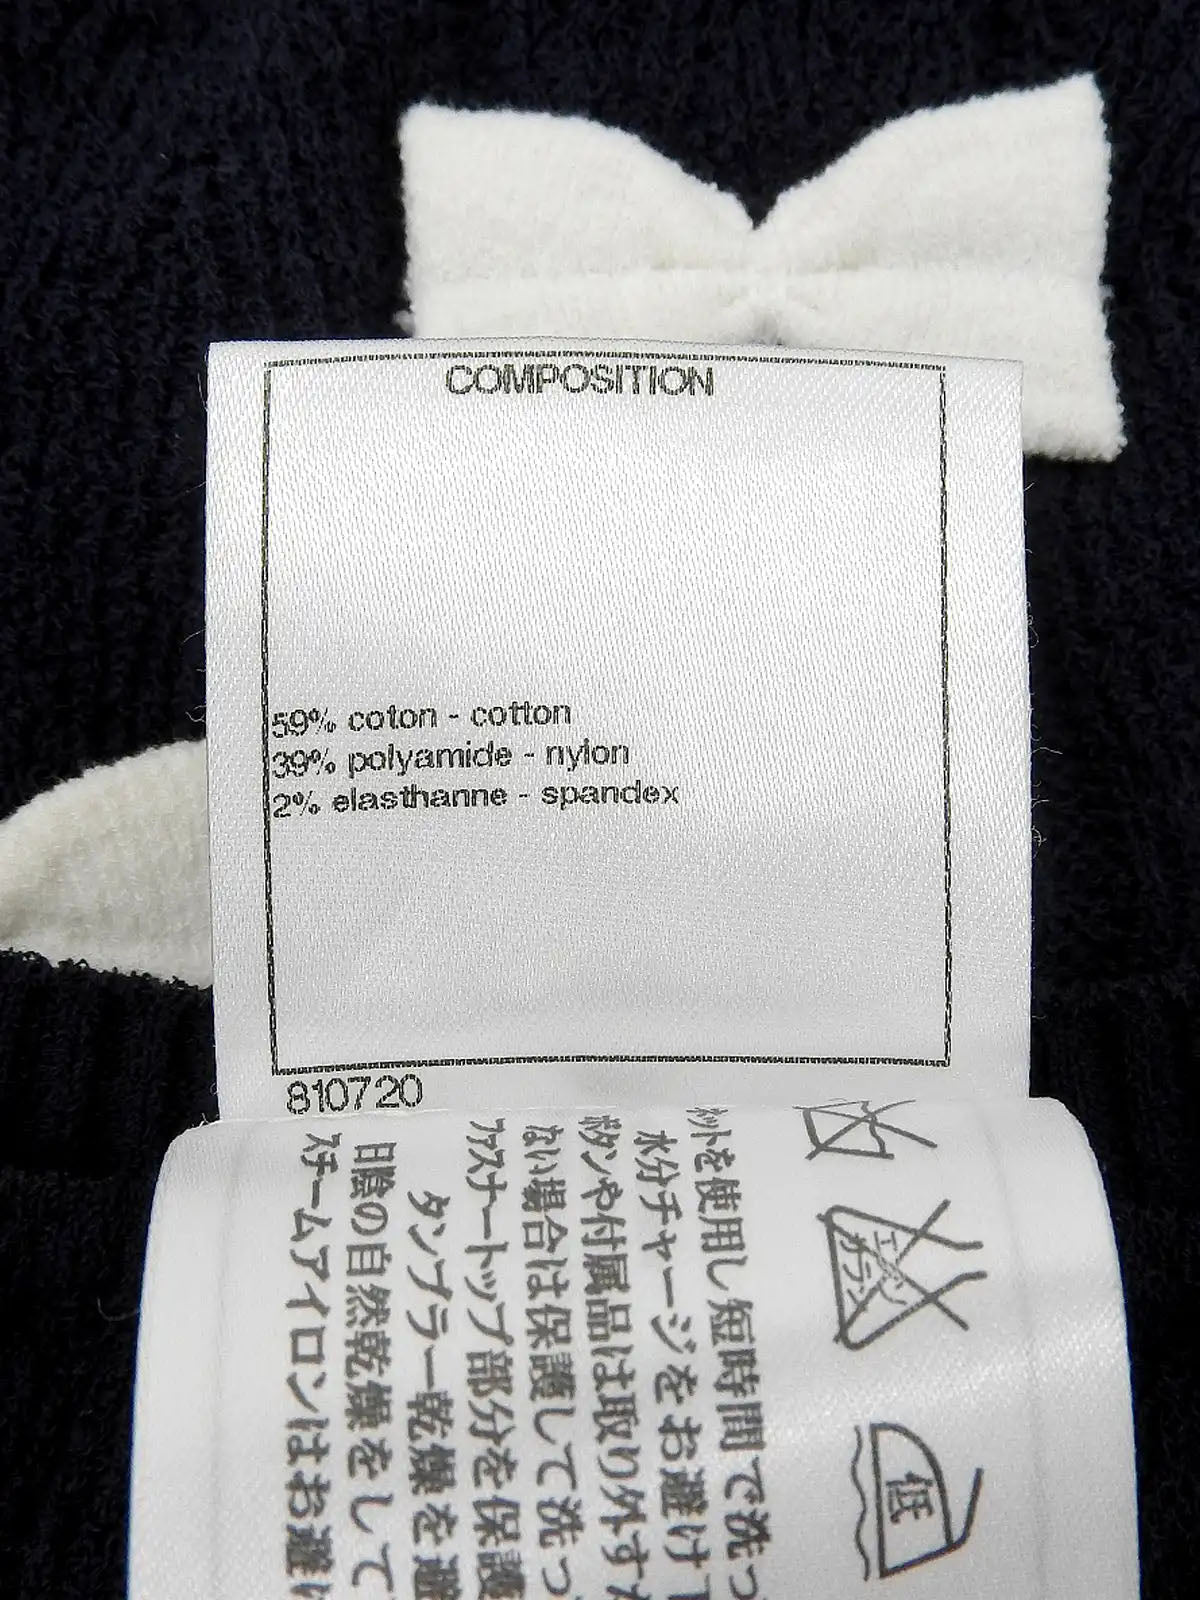 COMPOSITION
59% coton - cotton
39% polyamide - nylon
2% elasthanne - spandex
810720
ネットを使用し短時間で洗っ
水分チャージをお避け
ボタンや付属品は取り外す
ない場合は保護して洗っ
ファスナートップ部分を保護
タンブラー乾燥を避
日陰の自然乾燥をして
スチームアイロンはお避
低